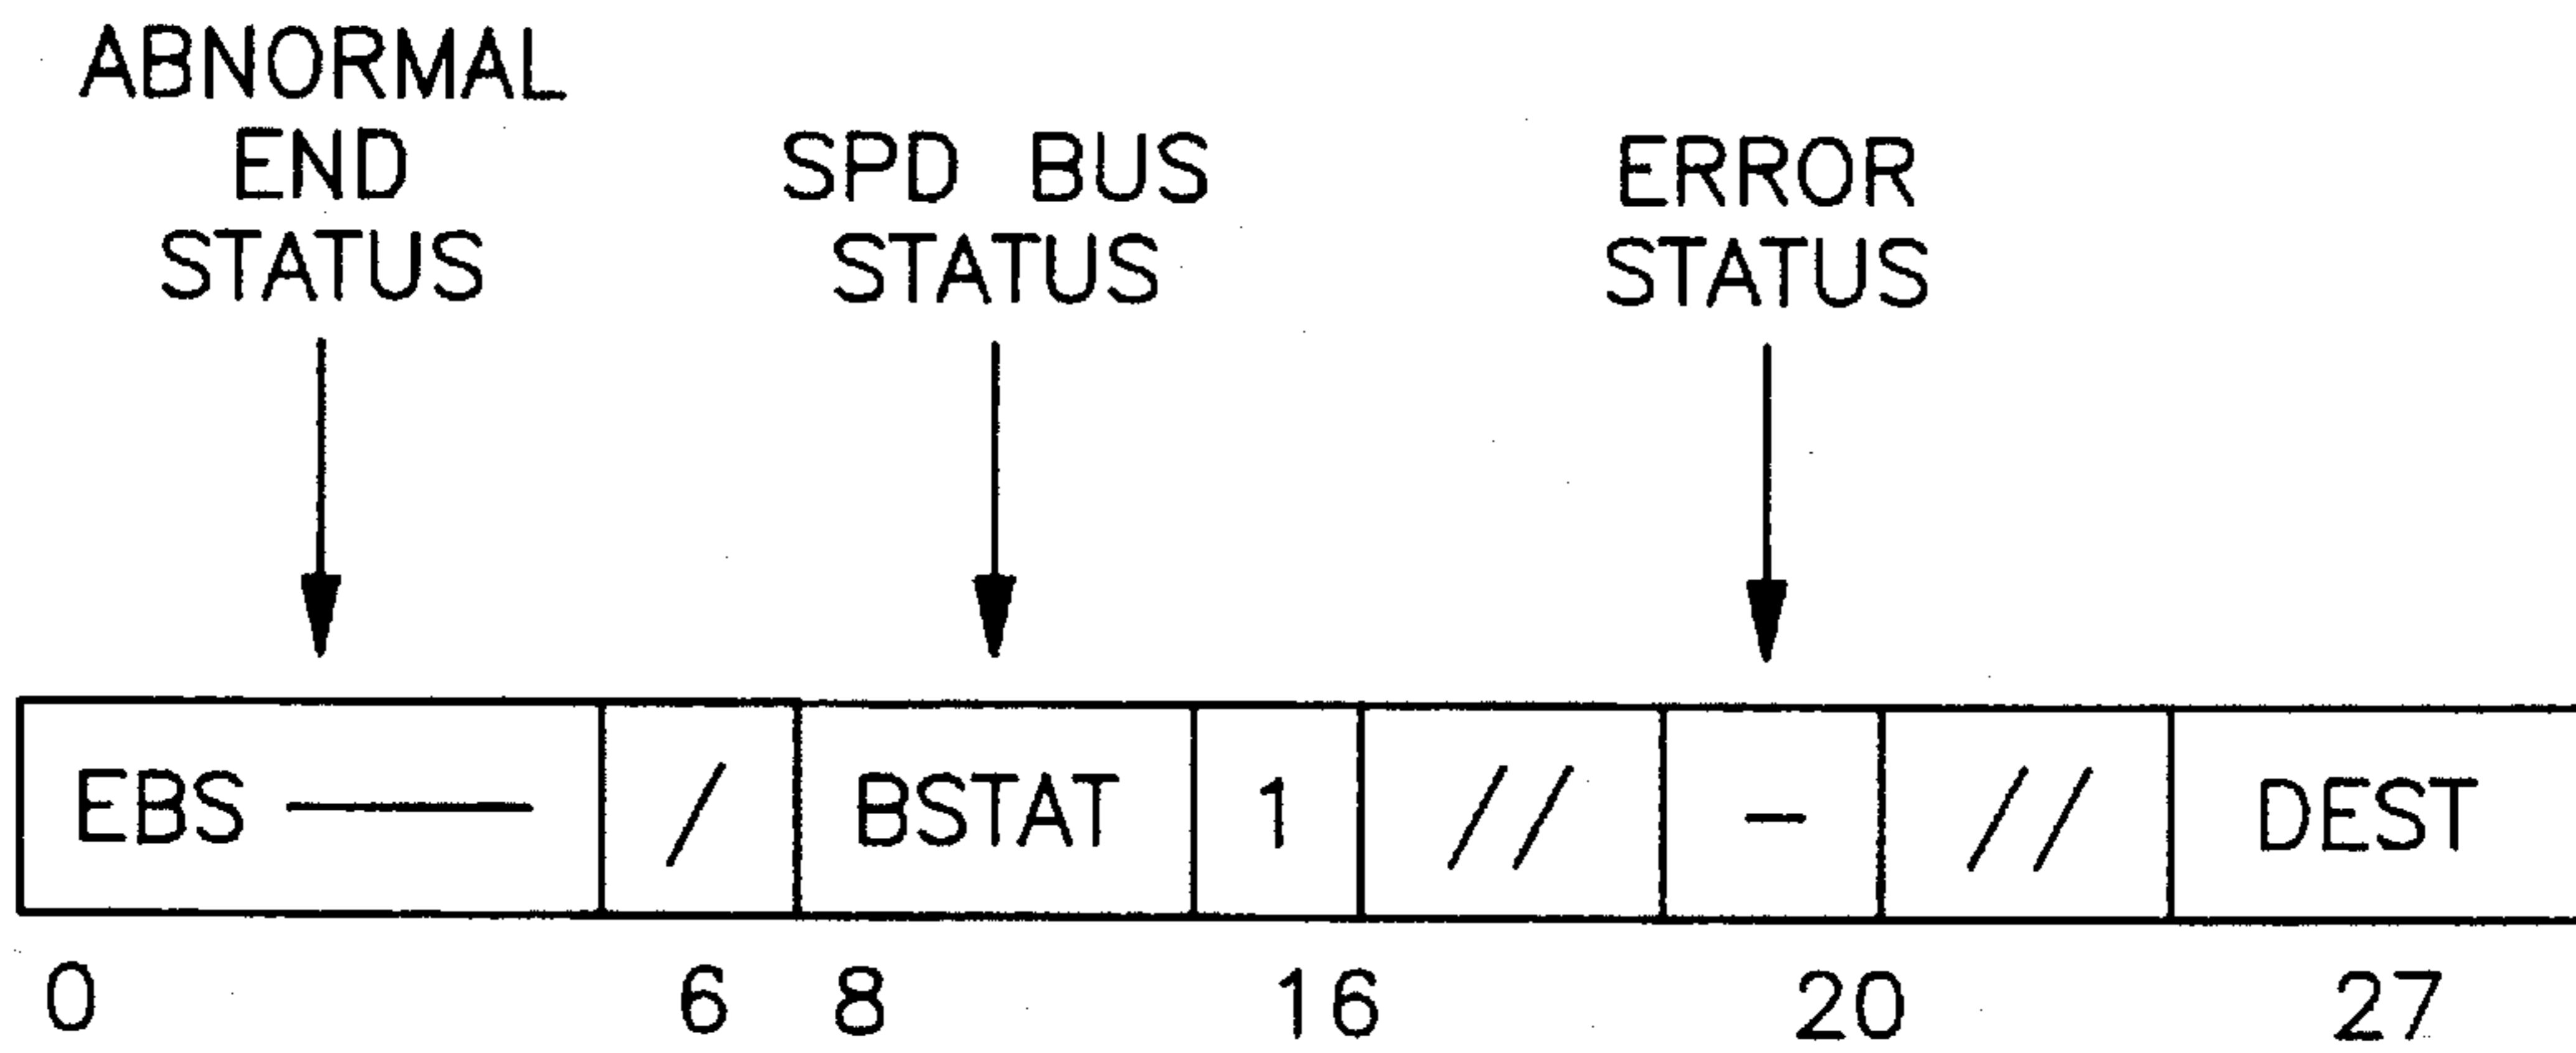 ABNORMAL
END
STATUS
SPD BUS
STATUS
ERROR
STATUS
EBS — / BSTAT 1 // – // DEST
0 6 8 16 20 27